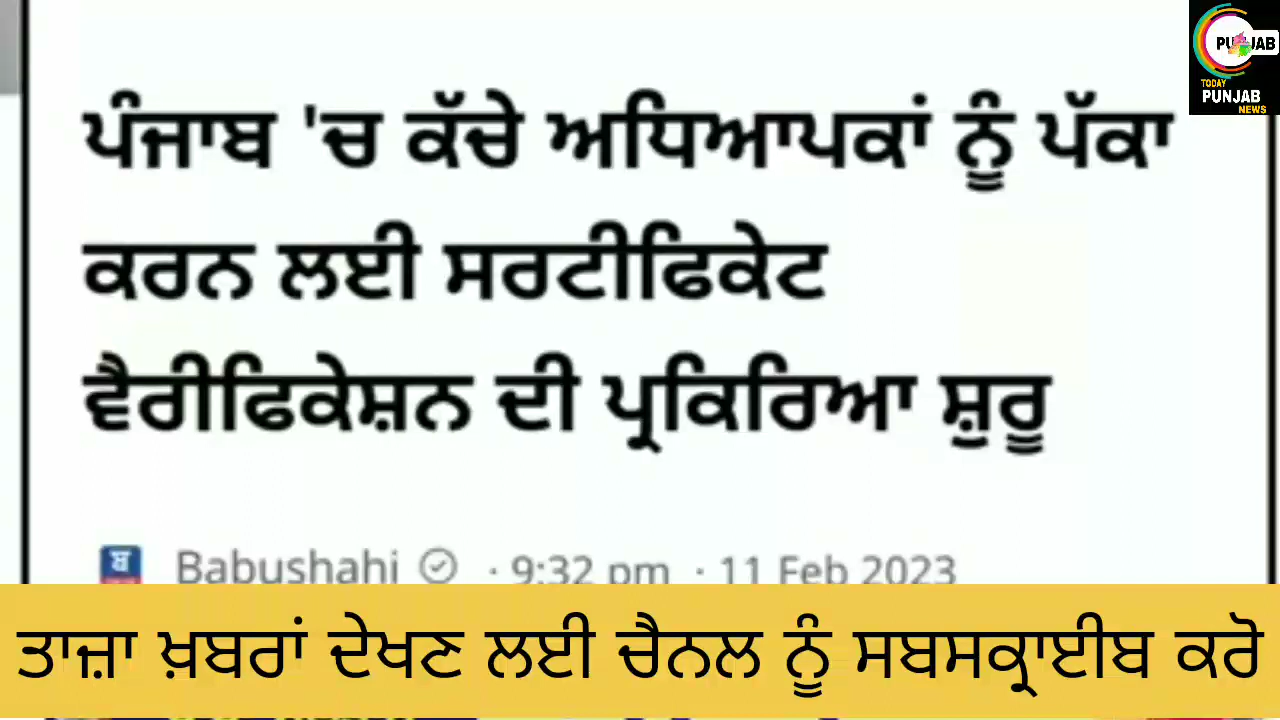 PUNJAB
TODAY
PUNJAB
NEWS
ਪੰਜਾਬ 'ਚ ਕੱਚੇ ਅਧਿਆਪਕਾਂ ਨੂੰ ਪੱਕਾ
ਕਰਨ ਲਈ ਸਰਟੀਫਿਕੇਟ
ਵੈਰੀਫਿਕੇਸ਼ਨ ਦੀ ਪ੍ਰਕਿਰਿਆ ਸ਼ੁਰੂ
ਬ Babushahi · 9:32 pm · 11 Feb 2023
ਤਾਜ਼ਾ ਖ਼ਬਰਾਂ ਦੇਖਣ ਲਈ ਚੈਨਲ ਨੂੰ ਸਬਸਕ੍ਰਾਈਬ ਕਰੋ